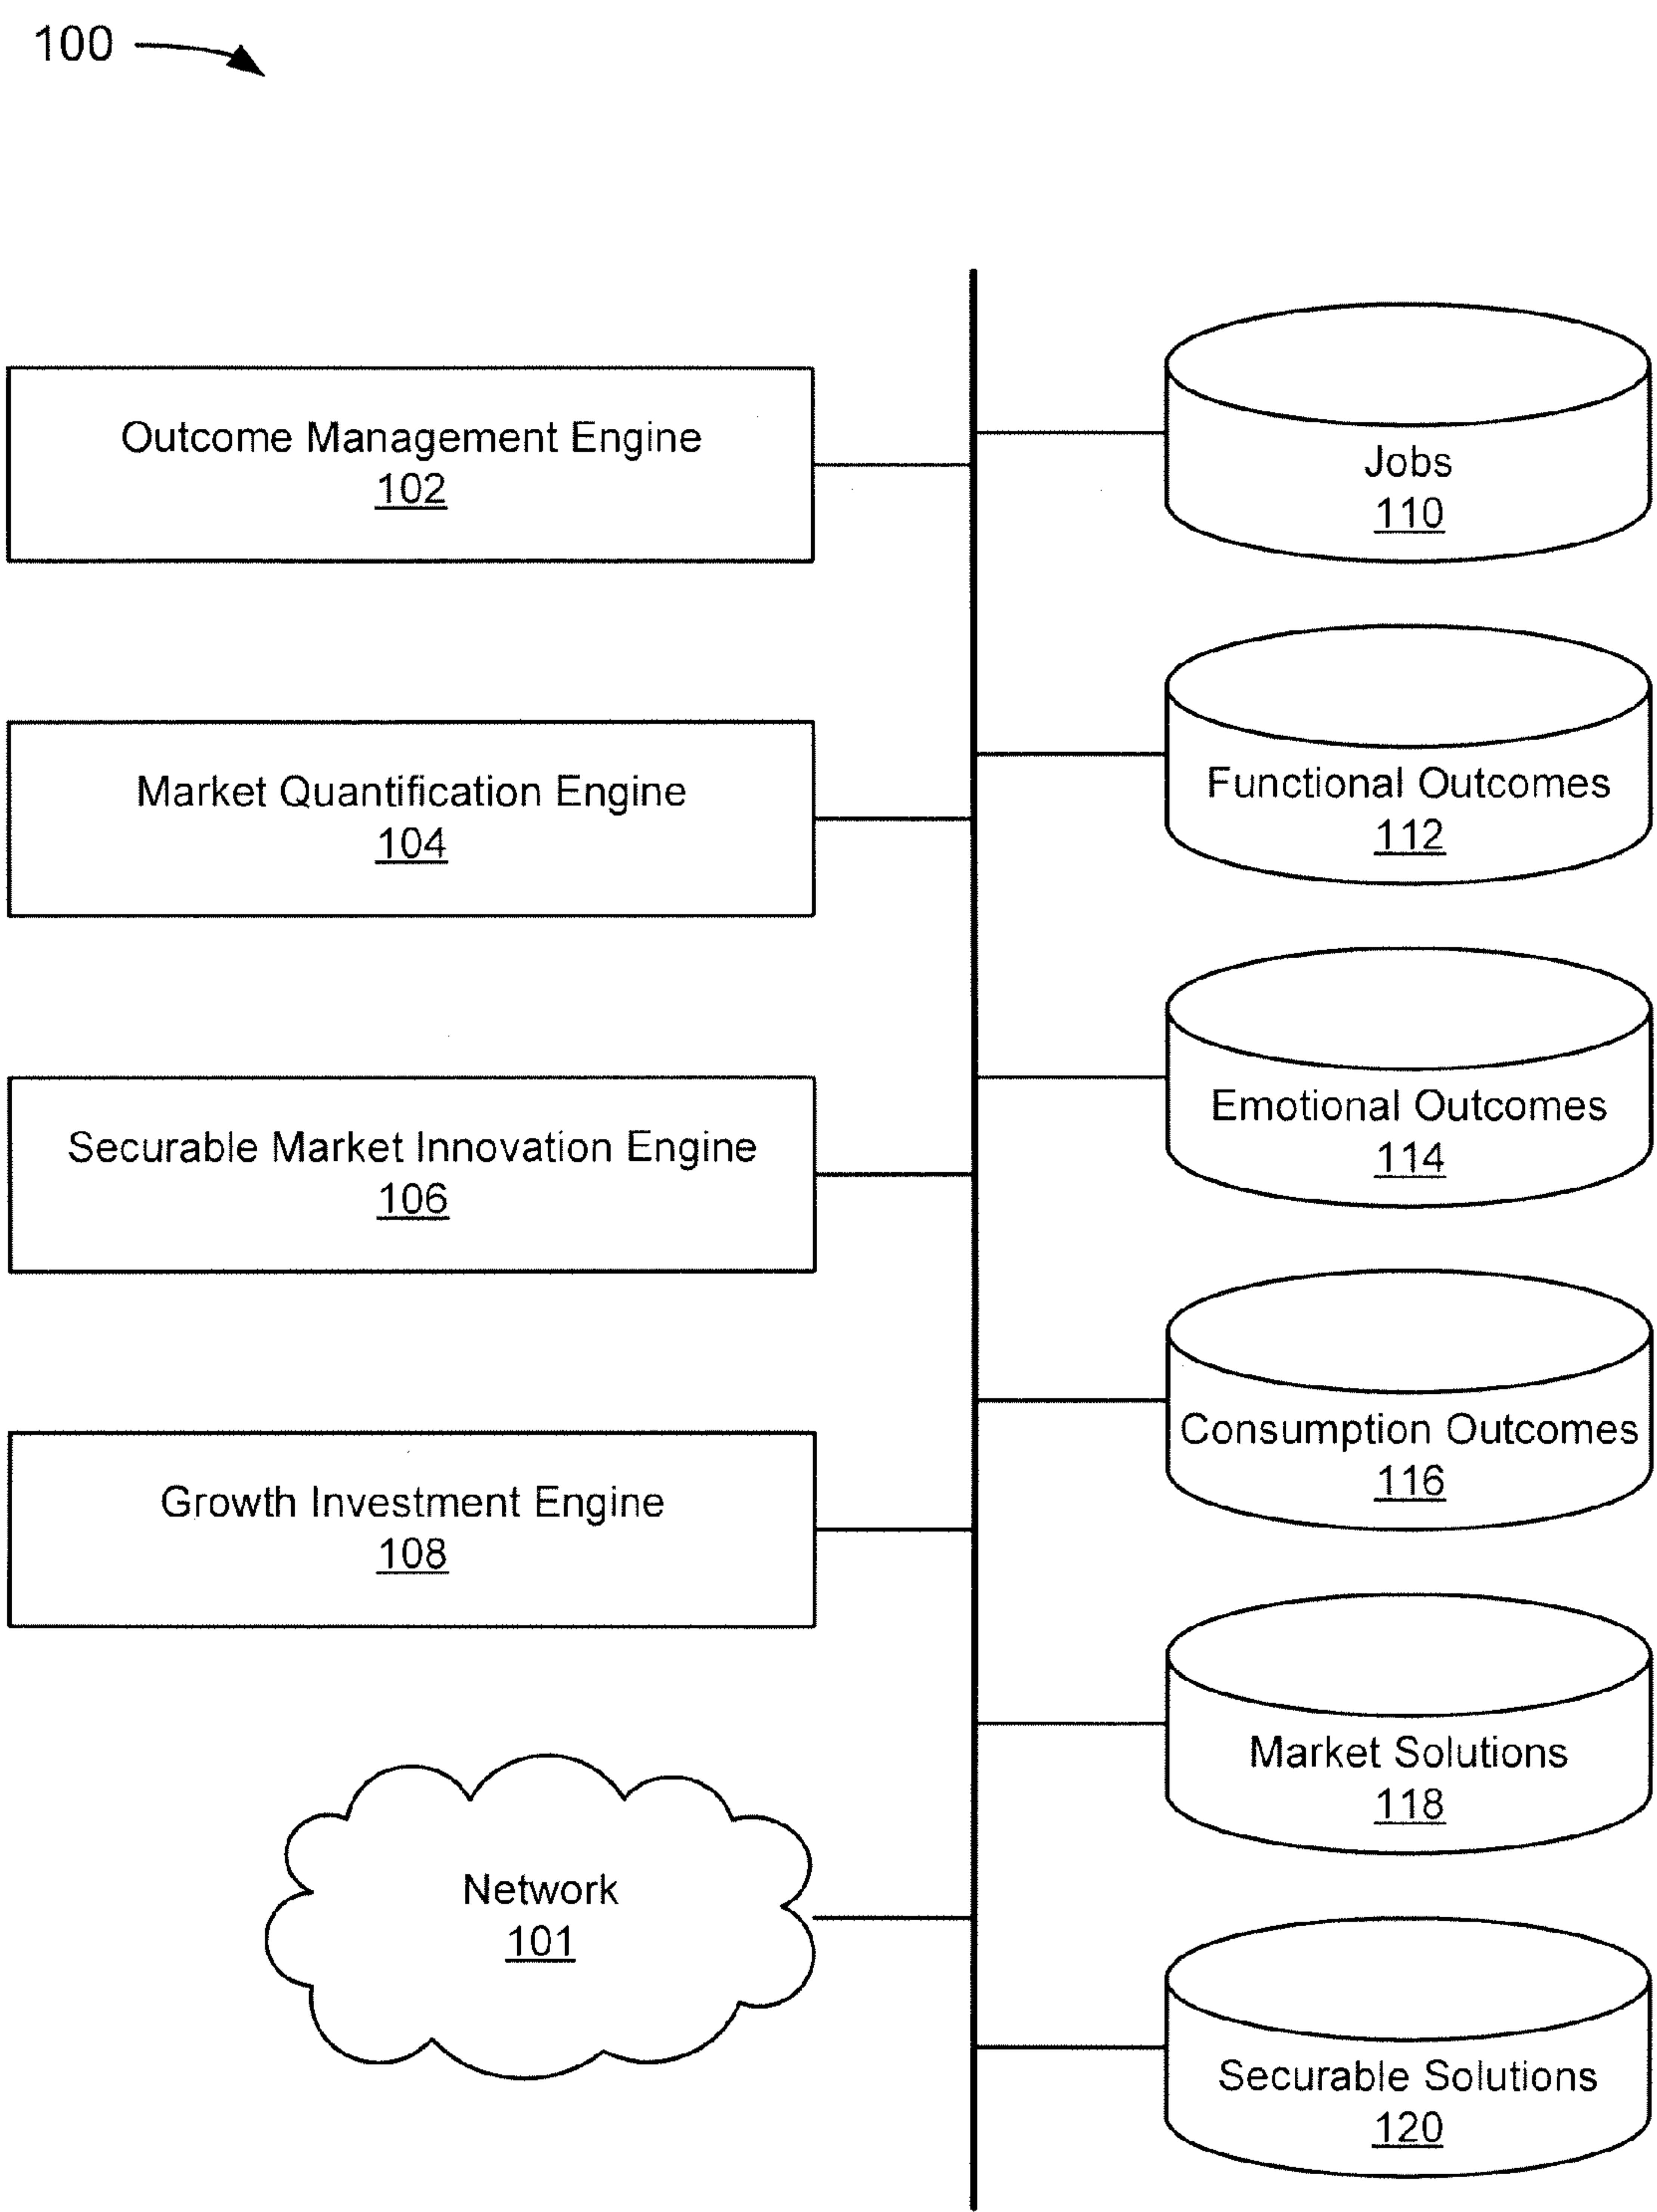 100
Outcome Management Engine
102
Market Quantification Engine
104
Securable Market Innovation Engine
106
Growth Investment Engine
108
Network
101
Jobs
110
Functional Outcomes
112
Emotional Outcomes
114
Consumption Outcomes
116
Market Solutions
118
Securable Solutions
120